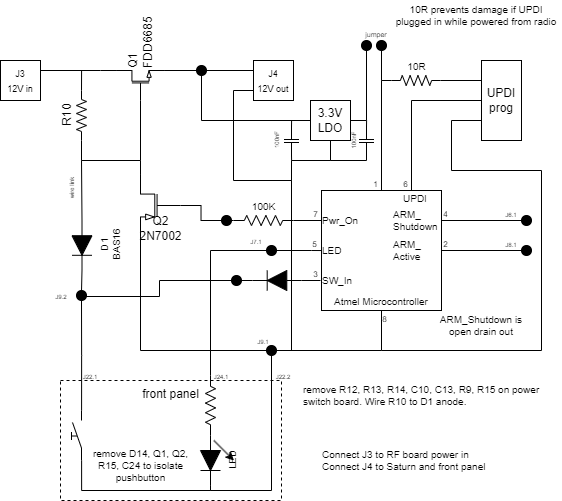 10R prevents damage if UPDI
plugged in while powered from radio
jumper
J3
12V in
Q1
FDD6685
J4
12V out
10R
UPDI
prog
R10
3.3V
LDO
100nF
100nF
wire link
1
6
UPDI
100K
7
Pwr_On
ARM_
Shutdown
4
J6.1
Q2
2N7002
D1
BAS16
J7.1
5
LED
ARM_
Active
2
J8.1
3
SW_In
J9.2
Atmel Microcontroller
8
ARM_Shutdown is
open drain out
J9.1
J22.1
J24.1
J22.2
front panel
remove R12, R13, R14, C10, C13, R9, R15 on power
switch board. Wire R10 to D1 anode.
remove D14, Q1, Q2,
R15, C24 to isolate
pushbutton
LED
Connect J3 to RF board power in
Connect J4 to Saturn and front panel